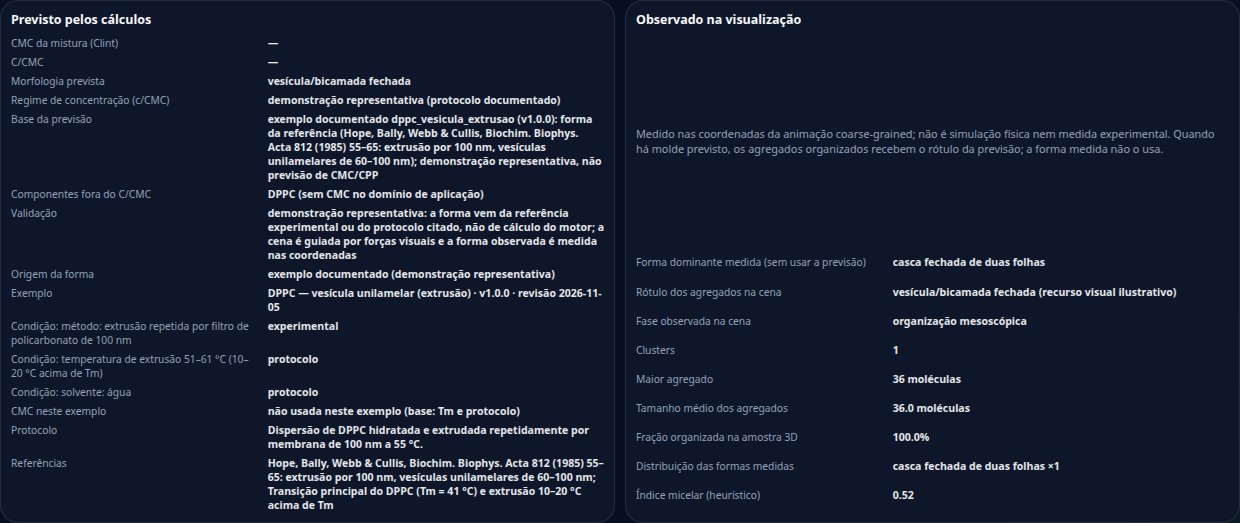 Previsto pelos cálculos
CMC da mistura (Clint)
—
C/CMC
—
Morfologia prevista
vesícula/bicamada fechada
Regime de concentração (c/CMC)
demonstração representativa (protocolo documentado)
Base da previsão
exemplo documentado dppc_vesicula_extrusao (v1.0.0): forma
da referência (Hope, Bally, Webb & Cullis, Biochim. Biophys.
Acta 812 (1985) 55–65: extrusão por 100 nm, vesículas
unilamelares de 60–100 nm); demonstração representativa, não
previsão de CMC/CPP
Componentes fora do C/CMC
DPPC (sem CMC no domínio de aplicação)
Validação
demonstração representativa: a forma vem da referência
experimental ou do protocolo citado, não de cálculo do motor; a
cena é guiada por forças visuais e a forma observada é medida
nas coordenadas
Origem da forma
exemplo documentado (demonstração representativa)
Exemplo
DPPC — vesícula unilamelar (extrusão) · v1.0.0 · revisão 2026-11-
05
Condição: método: extrusão repetida por filtro de
policarbonato de 100 nm
experimental
Condição: temperatura de extrusão 51–61 °C (10–
20 °C acima de Tm)
protocolo
Condição: solvente: água
protocolo
CMC neste exemplo
não usada neste exemplo (base: Tm e protocolo)
Protocolo
Dispersão de DPPC hidratada e extrudada repetidamente por
membrana de 100 nm a 55 °C.
Referências
Hope, Bally, Webb & Cullis, Biochim. Biophys. Acta 812 (1985) 55–
65: extrusão por 100 nm, vesículas unilamelares de 60–100 nm;
Transição principal do DPPC (Tm = 41 °C) e extrusão 10–20 °C
acima de Tm
Observado na visualização
Medido nas coordenadas da animação coarse-grained; não é simulação física nem medida experimental. Quando
há molde previsto, os agregados organizados recebem o rótulo da previsão; a forma medida não o usa.
Forma dominante medida (sem usar a previsão)
casca fechada de duas folhas
Rótulo dos agregados na cena
vesícula/bicamada fechada (recurso visual ilustrativo)
Fase observada na cena
organização mesoscópica
Clusters
1
Maior agregado
36 moléculas
Tamanho médio dos agregados
36.0 moléculas
Fração organizada na amostra 3D
100.0%
Distribuição das formas medidas
casca fechada de duas folhas ×1
Índice micelar (heurístico)
0.52